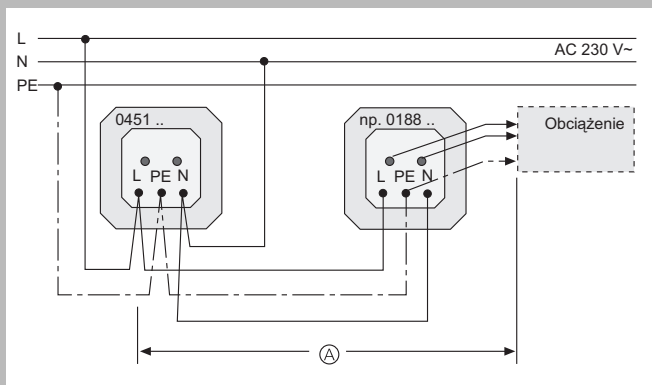 L
N
AC 230 V~
PE
0451 ..
np. 0188 ..
Obciążenie
L PE N
L PE N
A